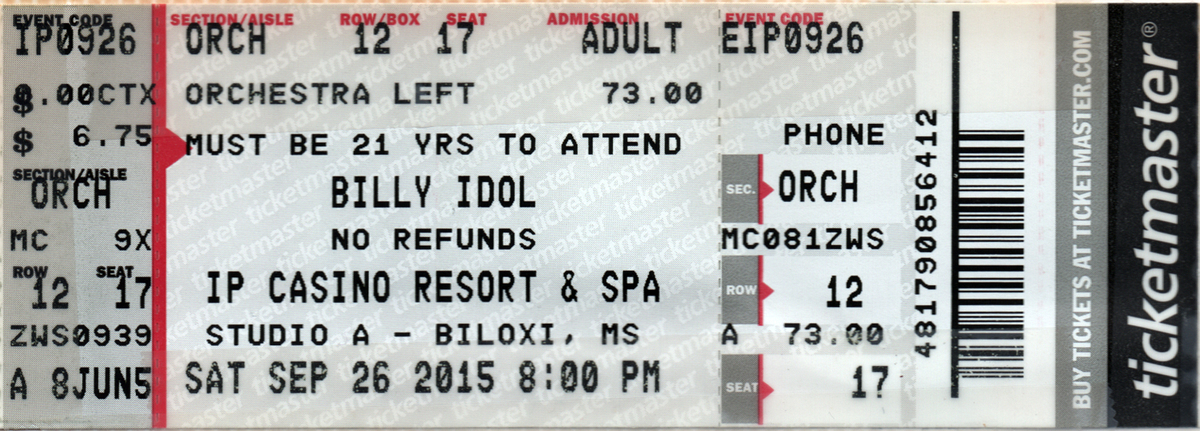 EVENT CODE SECTION/AISLE ROW/BOX SEAT ADMISSION EVENT CODE
IP0926 ORCH 12 17 ADULT EIP0926
$.00CTX ORCHESTRA LEFT 73.00
$ 6.75 MUST BE 21 YRS TO ATTEND PHONE
SECTION/AISLE
ORCH BILLY IDOL SEC. ORCH
MC 9X NO REFUNDS MC081ZWS
ROW SEAT
12 17 IP CASINO RESORT & SPA ROW 12
ZWS0939 STUDIO A - BILOXI, MS A 73.00
A 8JUN5 SAT SEP 26 2015 8:00 PM SEAT 17
481790856412
BUY TICKETS AT TICKETMASTER.COM
ticketmaster®